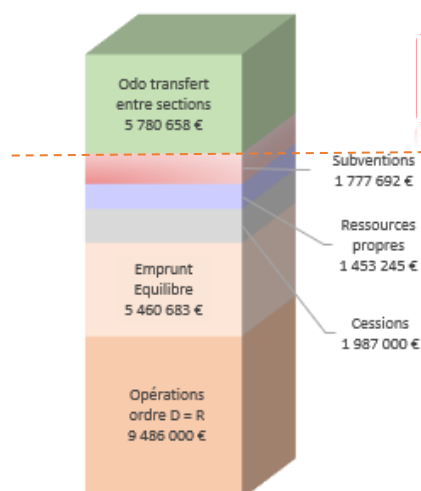 Odo transfert
entre sections
5 780 658 €
Subventions
1 777 692 €
Ressources
propres
1 453 245 €
Emprunt
Equilibre
5 460 683 €
Cessions
1 987 000 €
Opérations
ordre D = R
9 486 000 €